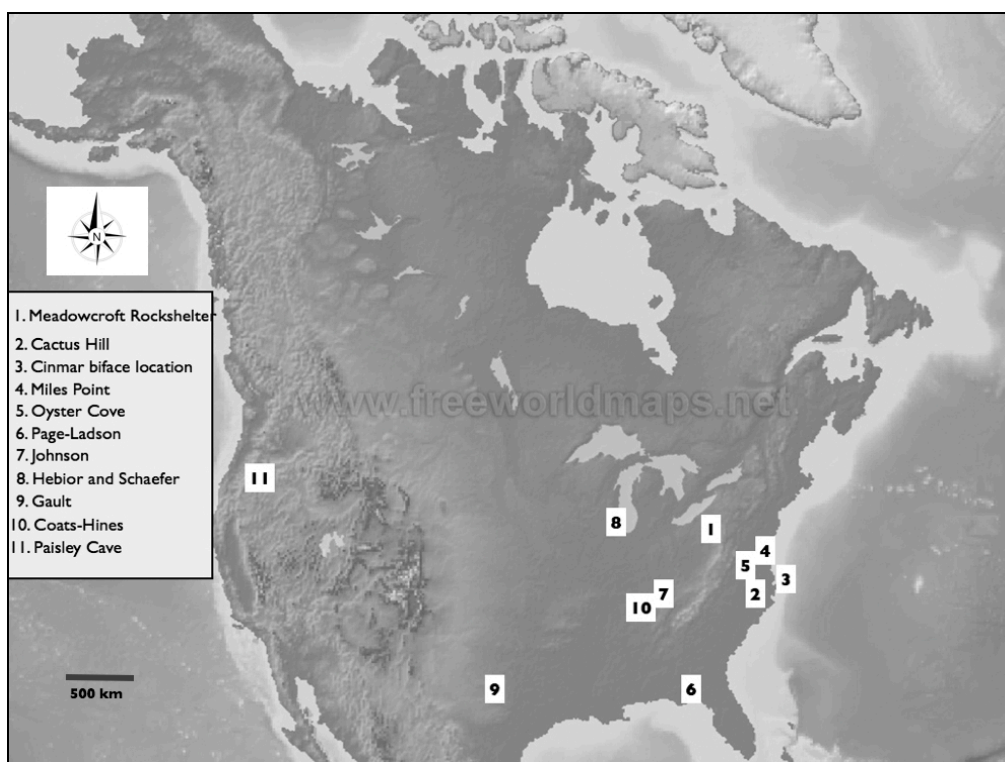 N
1. Meadowcroft Rockshelter
2. Cactus Hill
3. Cinmar biface location
4. Miles Point
5. Oyster Cove
6. Page-Ladson
7. Johnson
8. Hebior and Schaefer
9. Gault
10. Coats-Hines
11. Paisley Cave
www.freeworldmaps.net
11
8
1
4
5
3
2
7
10
9
6
500 km